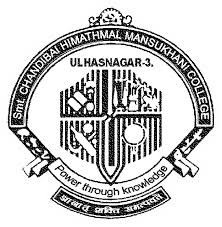 Smt. CHANDIBAI HIMATHMAL MANSUKHANI COLLEGE
ULHASNAGAR-3.
Power through knowledge